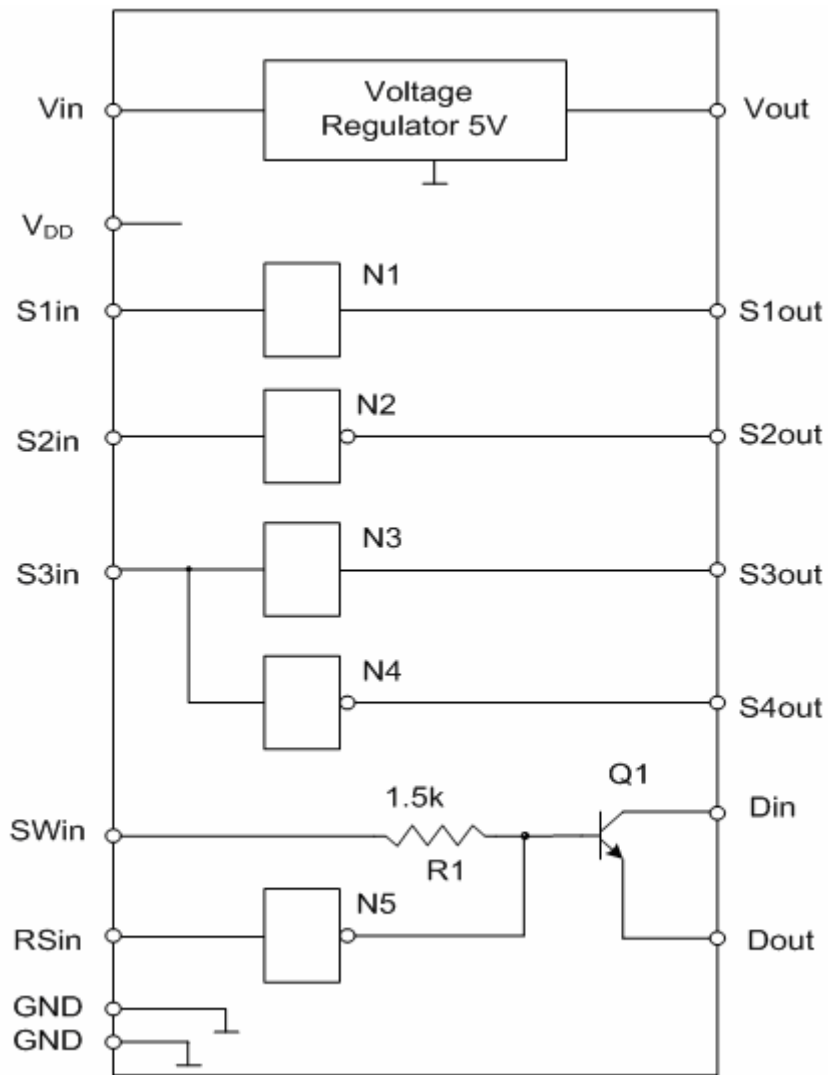 Voltage
Regulator 5V
Vin
Vout
V_DD
N1
S1in
S1out
N2
S2in
S2out
N3
S3in
S3out
N4
S4out
Q1
1.5k
Din
SWin
R1
N5
RSin
Dout
GND
GND